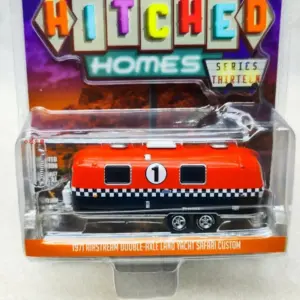 HITCHED
HOMES
SERIES
THIRTEEN
1
1971 AIRSTREAM DOUBLE-AXLE LAND YACHT SAFARI CUSTOM